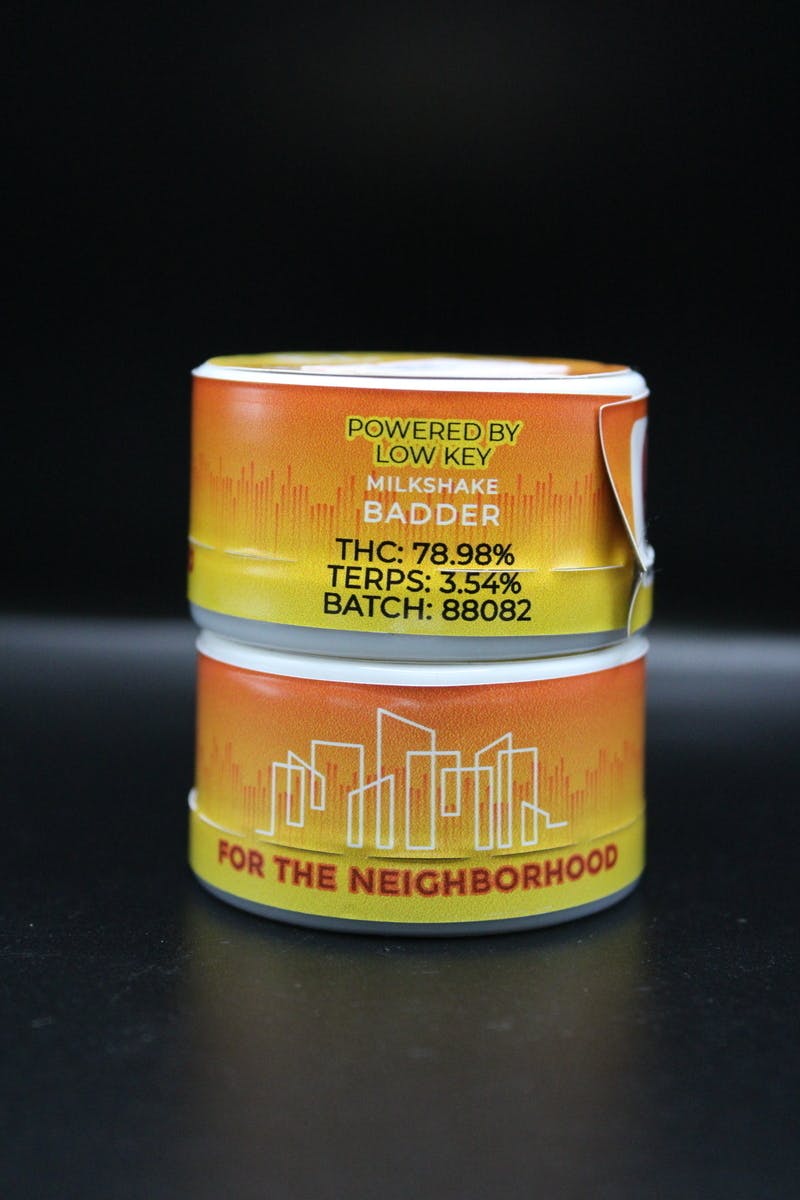 POWERED BY
LOW KEY
MILKSHAKE
BADDER
THC: 78.98%
TERPS: 3.54%
BATCH: 88082
FOR THE NEIGHBORHOOD